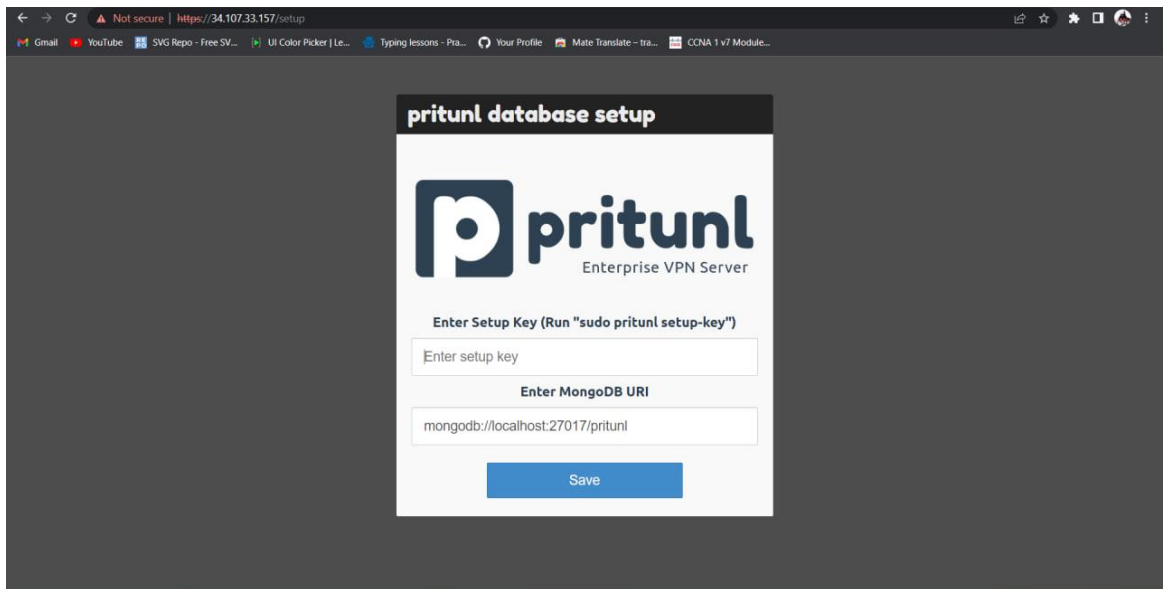 Not secure | https://34.107.33.157/setup
Gmail YouTube SVG Repo - Free SV... UI Color Picker | Le... Typing lessons - Pra... Your Profile Mate Translate – tra... CCNA 1 v7 Module...
pritunl database setup
pritunl
Enterprise VPN Server
Enter Setup Key (Run "sudo pritunl setup-key")
Enter setup key
Enter MongoDB URI
mongodb://localhost:27017/pritunl
Save